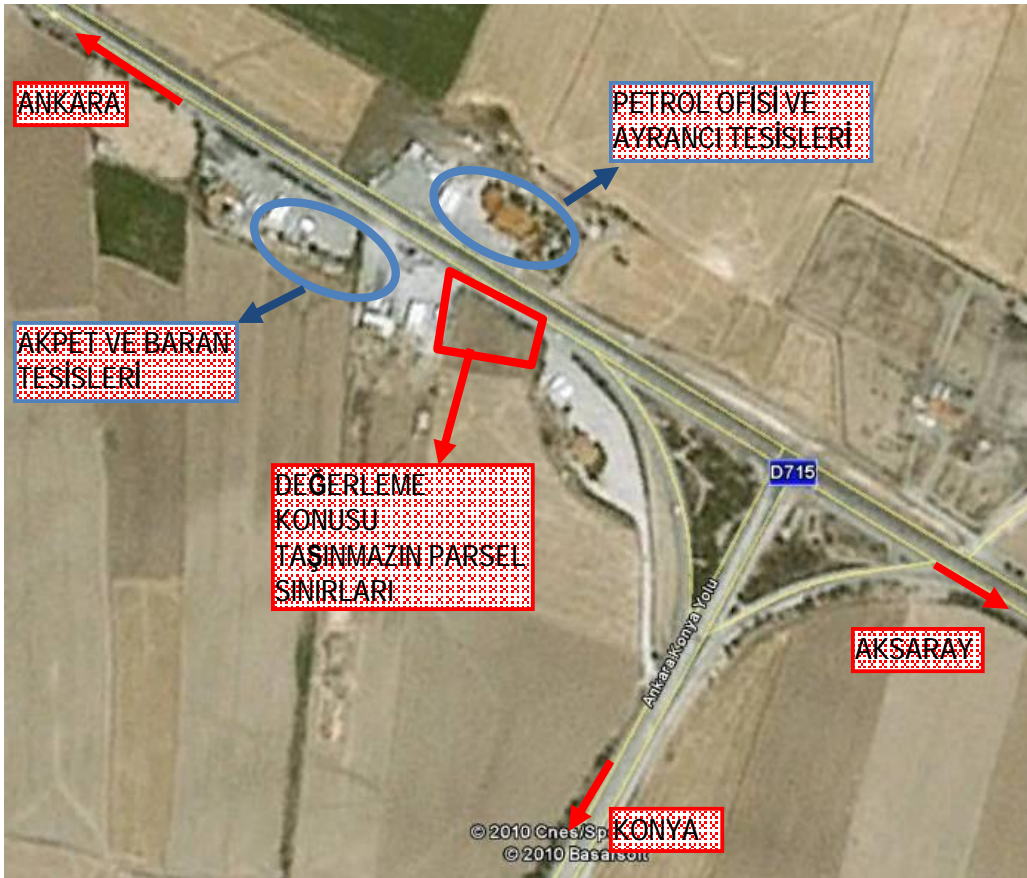 ANKARA
PETROL OFİSİ VE
AYRANCI TESİSLERİ
AKPET VE BARAN
TESİSLERİ
DEĞERLEME
KONUSU
TAŞINMAZIN PARSEL
SINIRLARI
D715
AKSARAY
Ankara Konya Yolu
KONYA
© 2010 Cnes/Sp
© 2010 Basarsoft